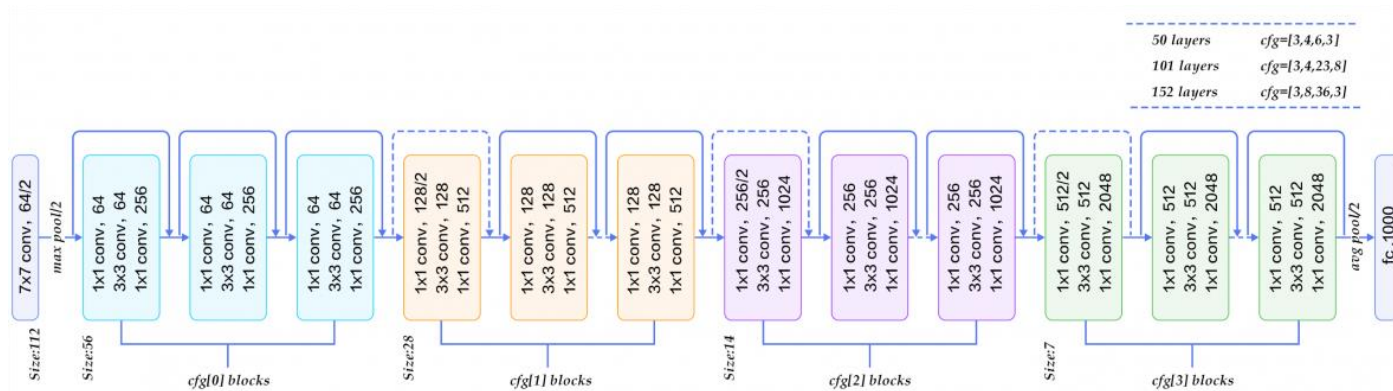 50 layers cfg=[3,4,6,3]
101 layers cfg=[3,4,23,8]
152 layers cfg=[3,8,36,3]
7×7 conv, 64/2
max pool/2
1x1 conv, 64
3x3 conv, 64
1x1 conv, 256
1x1 conv, 64
3x3 conv, 64
1x1 conv, 256
1x1 conv, 64
3x3 conv, 64
1x1 conv, 256
1x1 conv, 128/2
3x3 conv, 128
1x1 conv, 512
1x1 conv, 128
3x3 conv, 128
1x1 conv, 512
1x1 conv, 128
3x3 conv, 128
1x1 conv, 512
1x1 conv, 256/2
3x3 conv, 256
1x1 conv, 1024
1x1 conv, 256
3x3 conv, 256
1x1 conv, 1024
1x1 conv, 256
3x3 conv, 256
1x1 conv, 1024
1x1 conv, 512/2
3x3 conv, 512
1x1 conv, 2048
1x1 conv, 512
3x3 conv, 512
1x1 conv, 2048
1x1 conv, 512
3x3 conv, 512
1x1 conv, 2048
avg pool/2
fc, 1000
Size:112
Size:56
cfg[0] blocks
Size:28
cfg[1] blocks
Size:14
cfg[2] blocks
Size:7
cfg[3] blocks